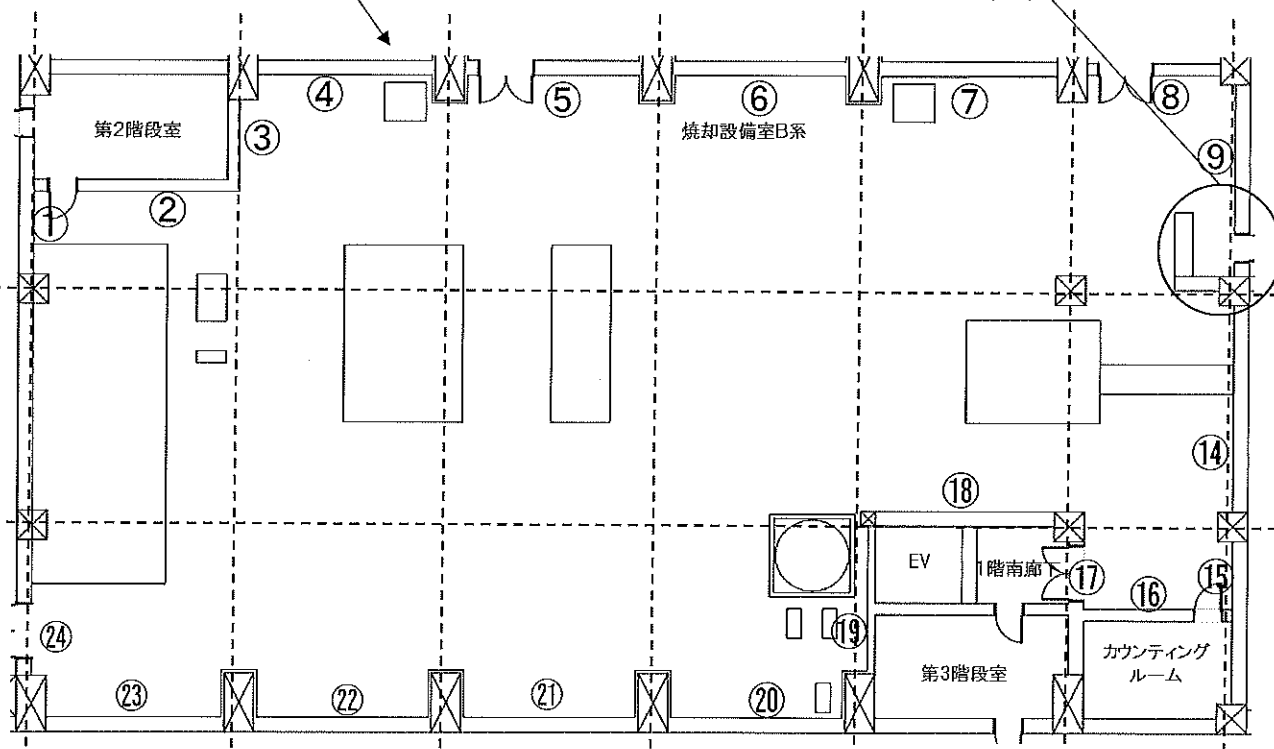 ④
⑤
⑥
⑦
⑧
第2階段室
③
焼却設備室B系
⑨
①
②
⑭
⑱
EV
1階南廊下
⑰
⑮
⑯
㉔
⑲
カウンティング
ルーム
第3階段室
㉓
㉒
㉑
⑳